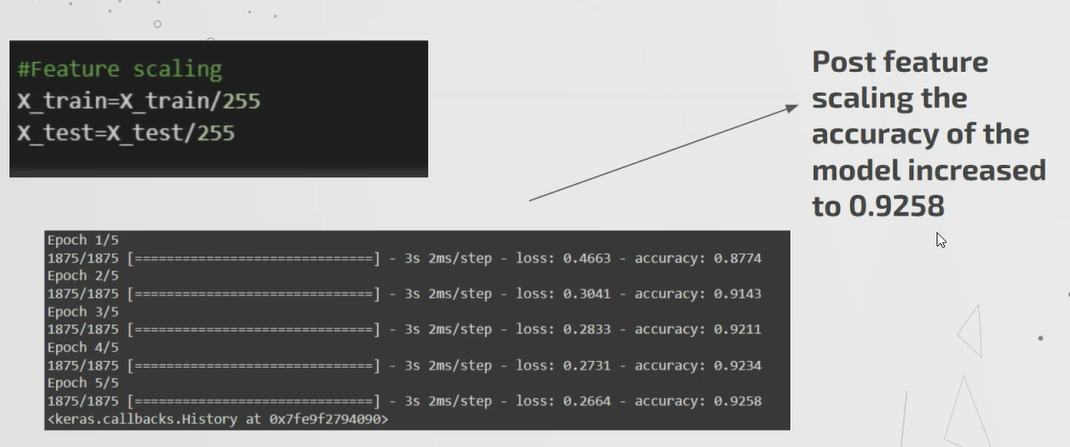 #Feature scaling
X_train=X_train/255
X_test=X_test/255
Post feature
scaling the
accuracy of the
model increased
to 0.9258
Epoch 1/5
1875/1875 [==============================] - 3s 2ms/step - loss: 0.4663 - accuracy: 0.8774
Epoch 2/5
1875/1875 [==============================] - 3s 2ms/step - loss: 0.3041 - accuracy: 0.9143
Epoch 3/5
1875/1875 [==============================] - 3s 2ms/step - loss: 0.2833 - accuracy: 0.9211
Epoch 4/5
1875/1875 [==============================] - 3s 2ms/step - loss: 0.2731 - accuracy: 0.9234
Epoch 5/5
1875/1875 [==============================] - 3s 2ms/step - loss: 0.2664 - accuracy: 0.9258
<keras.callbacks.History at 0x7fe9f2794090>